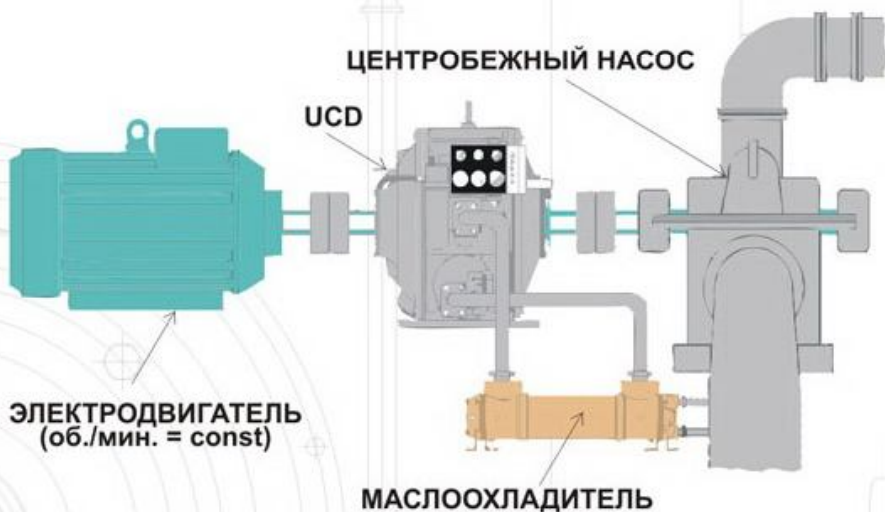 ЦЕНТРОБЕЖНЫЙ НАСОС
UCD
ЭЛЕКТРОДВИГАТЕЛЬ
(об./мин. = const)
МАСЛООХЛАДИТЕЛЬ